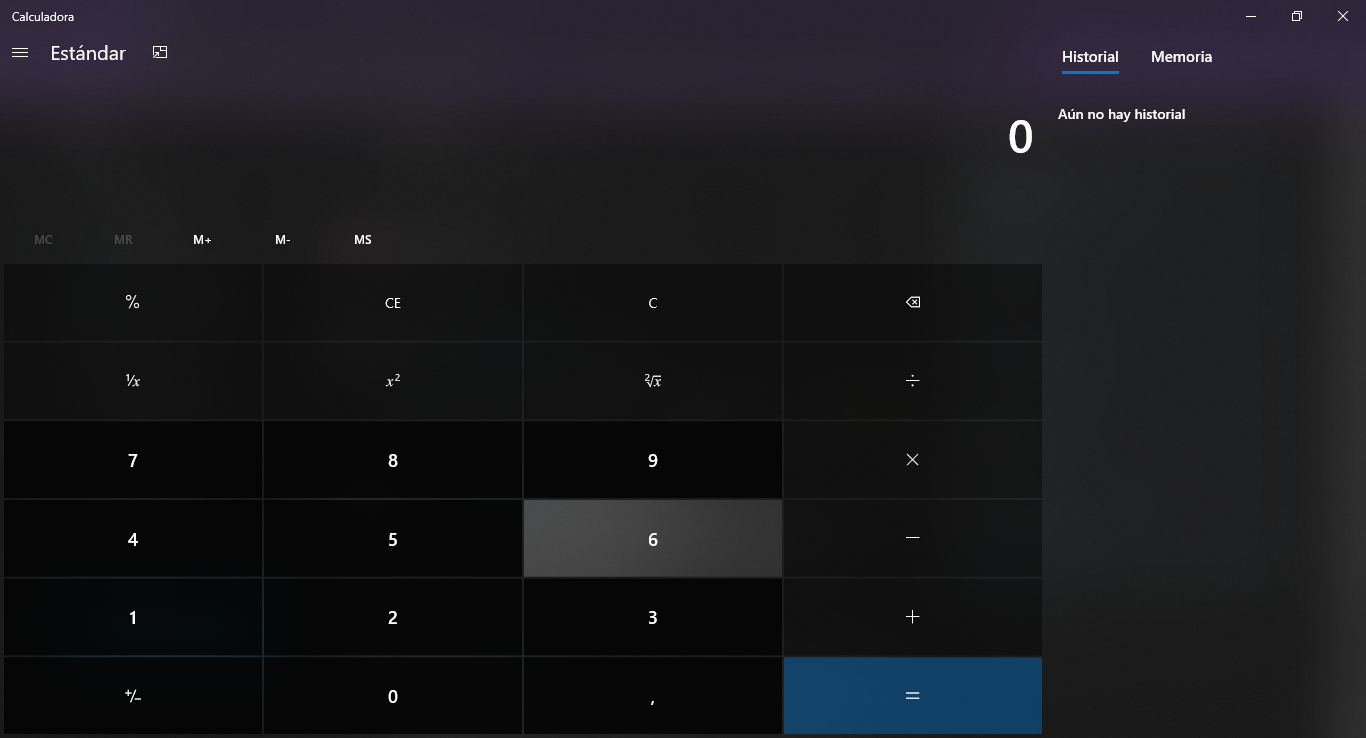 Calculadora
Estándar
Historial Memoria
Aún no hay historial
0
MC MR M+ M- MS
% CE C
¹/x x² ²√x ÷
7 8 9 ×
4 5 6 −
1 2 3 +
+/− 0 , =